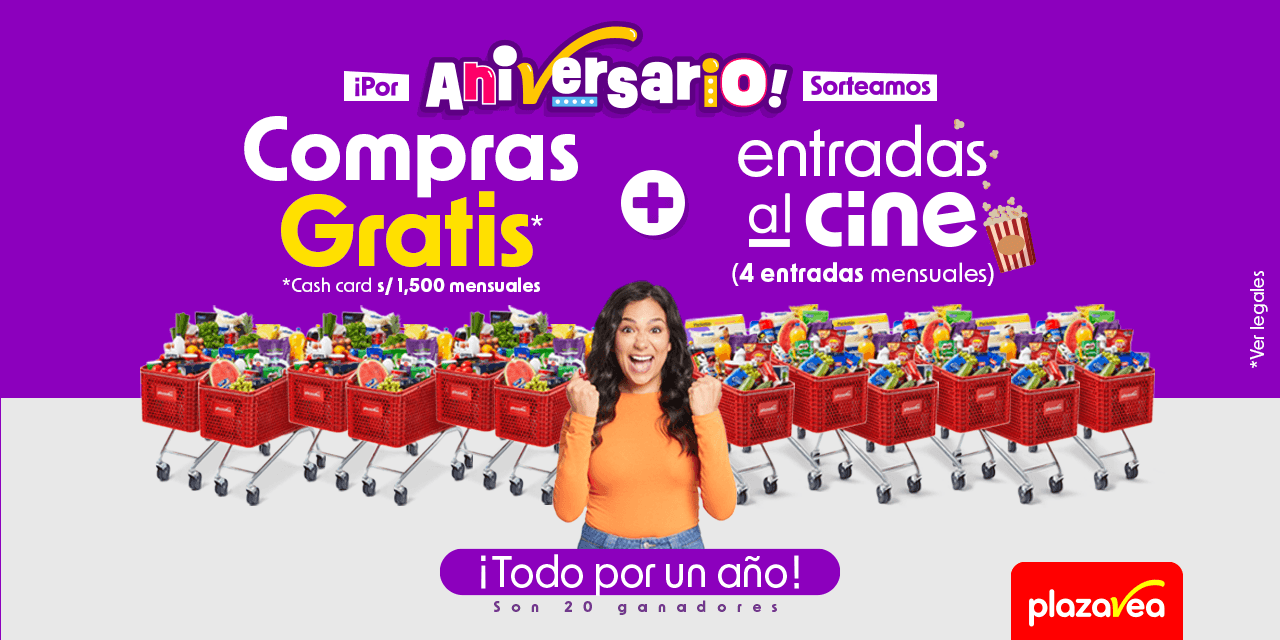 ¡Por Aniversario! Sorteamos
Compras
Gratis*
*Cash card s/1,500 mensuales
+
entradas
al cine
(4 entradas mensuales)
*Ver legales
¡Todo por un año!
Son 20 ganadores
plazavea